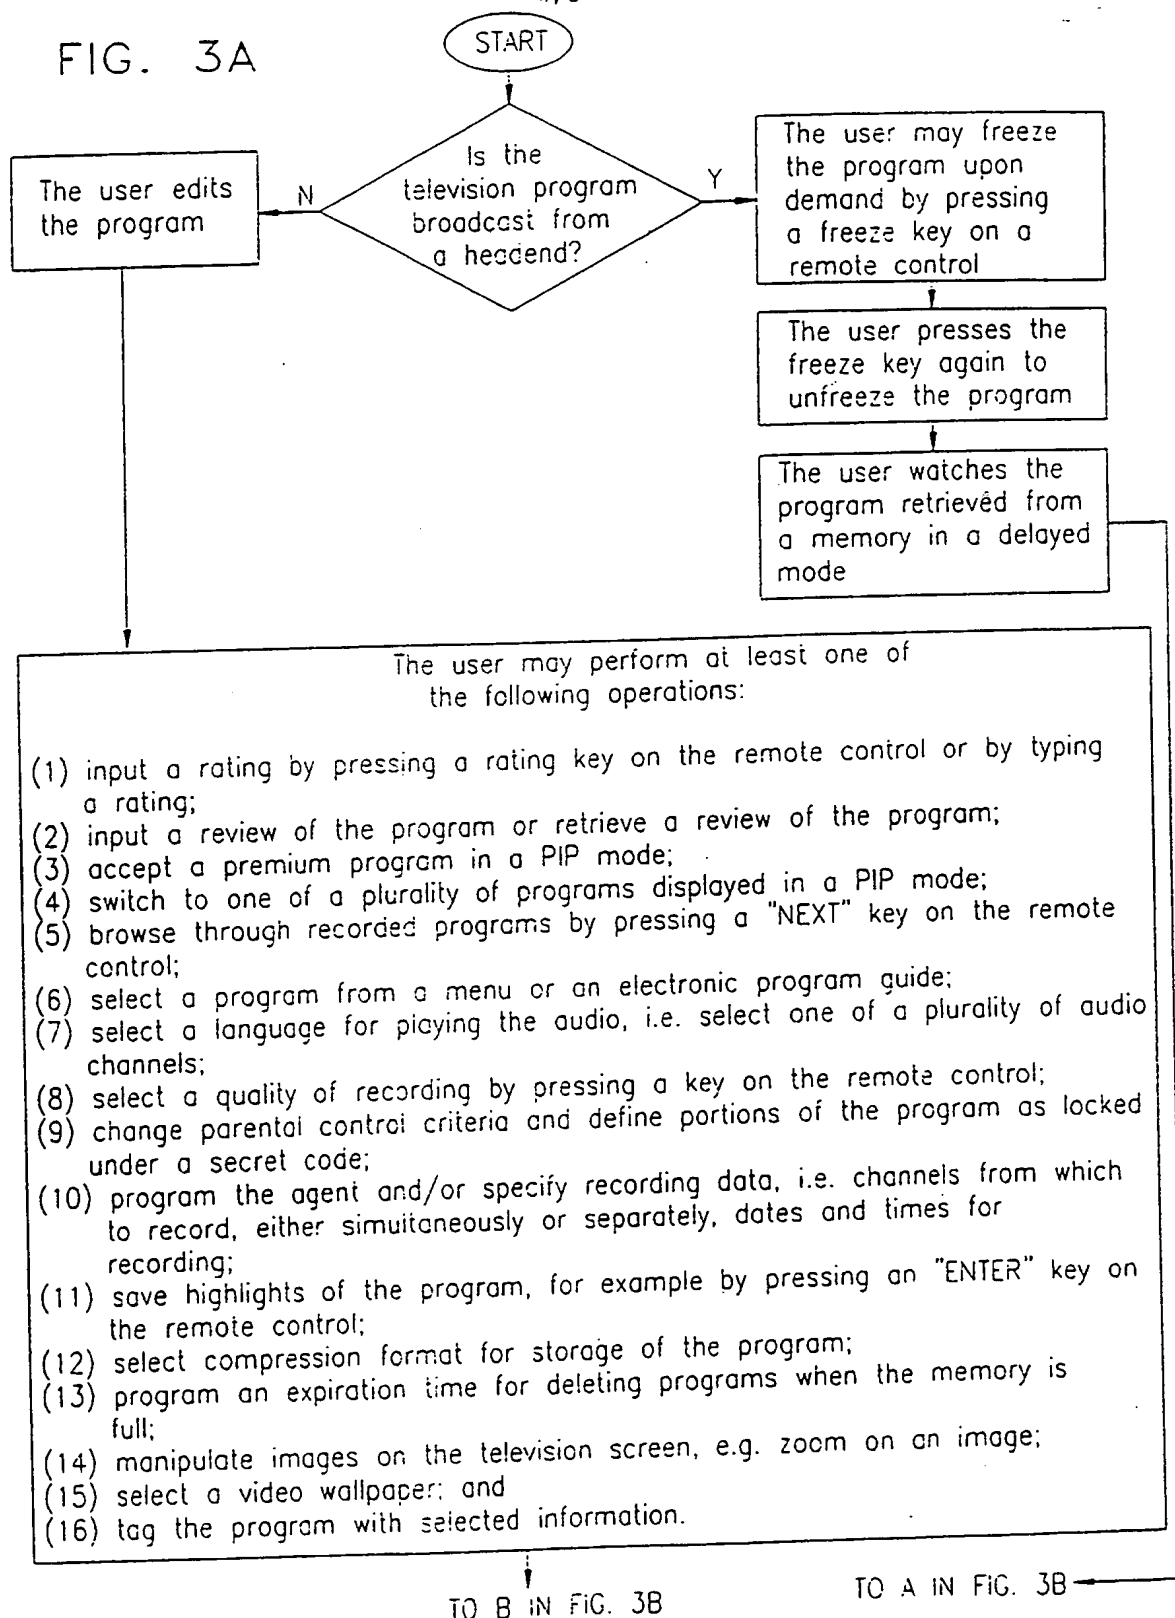 FIG. 3A
START
Is the
television program
broadcast from
a headend?
N
Y
The user edits
the program
The user may freeze
the program upon
demand by pressing
a freeze key on a
remote control
The user presses the
freeze key again to
unfreeze the program
The user watches the
program retrieved from
a memory in a delayed
mode
The user may perform at least one of
the following operations:
(1) input a rating by pressing a rating key on the remote control or by typing
a rating;
(2) input a review of the program or retrieve a review of the program;
(3) accept a premium program in a PIP mode;
(4) switch to one of a plurality of programs displayed in a PIP mode;
(5) browse through recorded programs by pressing a "NEXT" key on the remote
control;
(6) select a program from a menu or an electronic program guide;
(7) select a language for playing the audio, i.e. select one of a plurality of audio
channels;
(8) select a quality of recording by pressing a key on the remote control;
(9) change parental control criteria and define portions of the program as locked
under a secret code;
(10) program the agent and/or specify recording data, i.e. channels from which
to record, either simultaneously or separately, dates and times for
recording;
(11) save highlights of the program, for example by pressing an "ENTER" key on
the remote control;
(12) select compression format for storage of the program;
(13) program an expiration time for deleting programs when the memory is
full;
(14) manipulate images on the television screen, e.g. zoom on an image;
(15) select a video wallpaper; and
(16) tag the program with selected information.
TO B IN FIG. 3B
TO A IN FIG. 3B